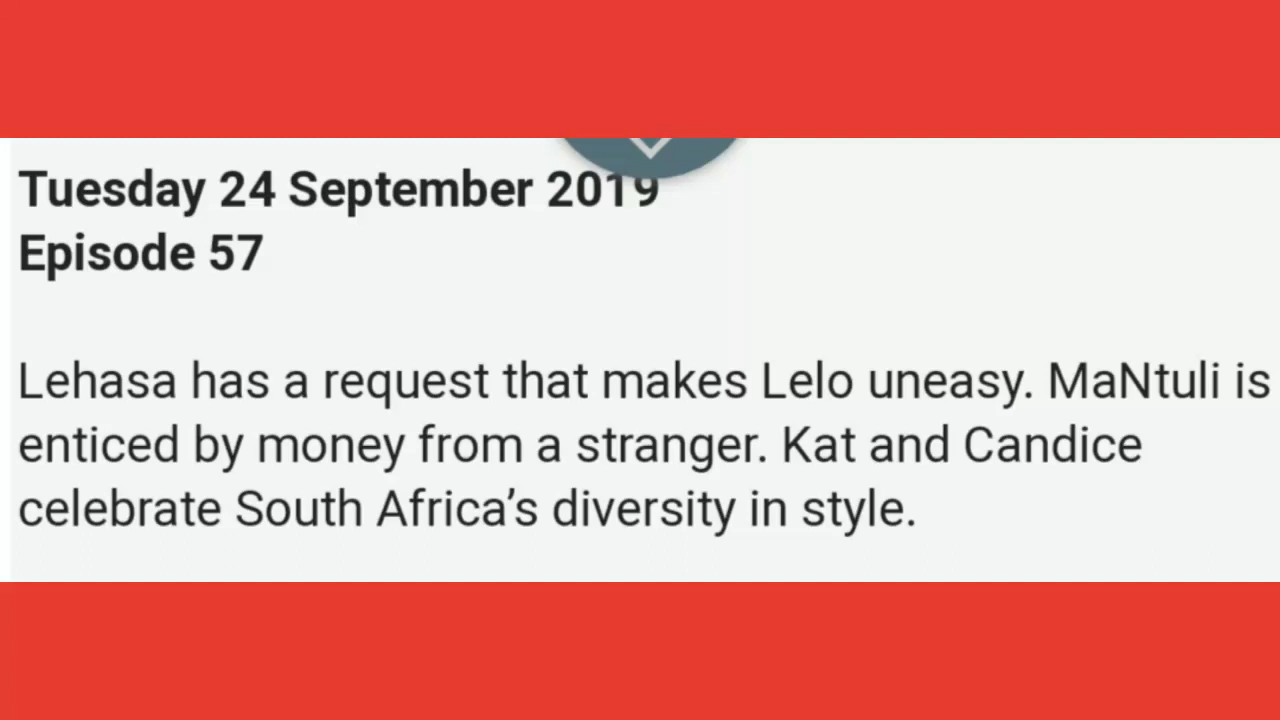 Tuesday 24 September 2019
Episode 57
Lehasa has a request that makes Lelo uneasy. MaNtuli is
enticed by money from a stranger. Kat and Candice
celebrate South Africa’s diversity in style.